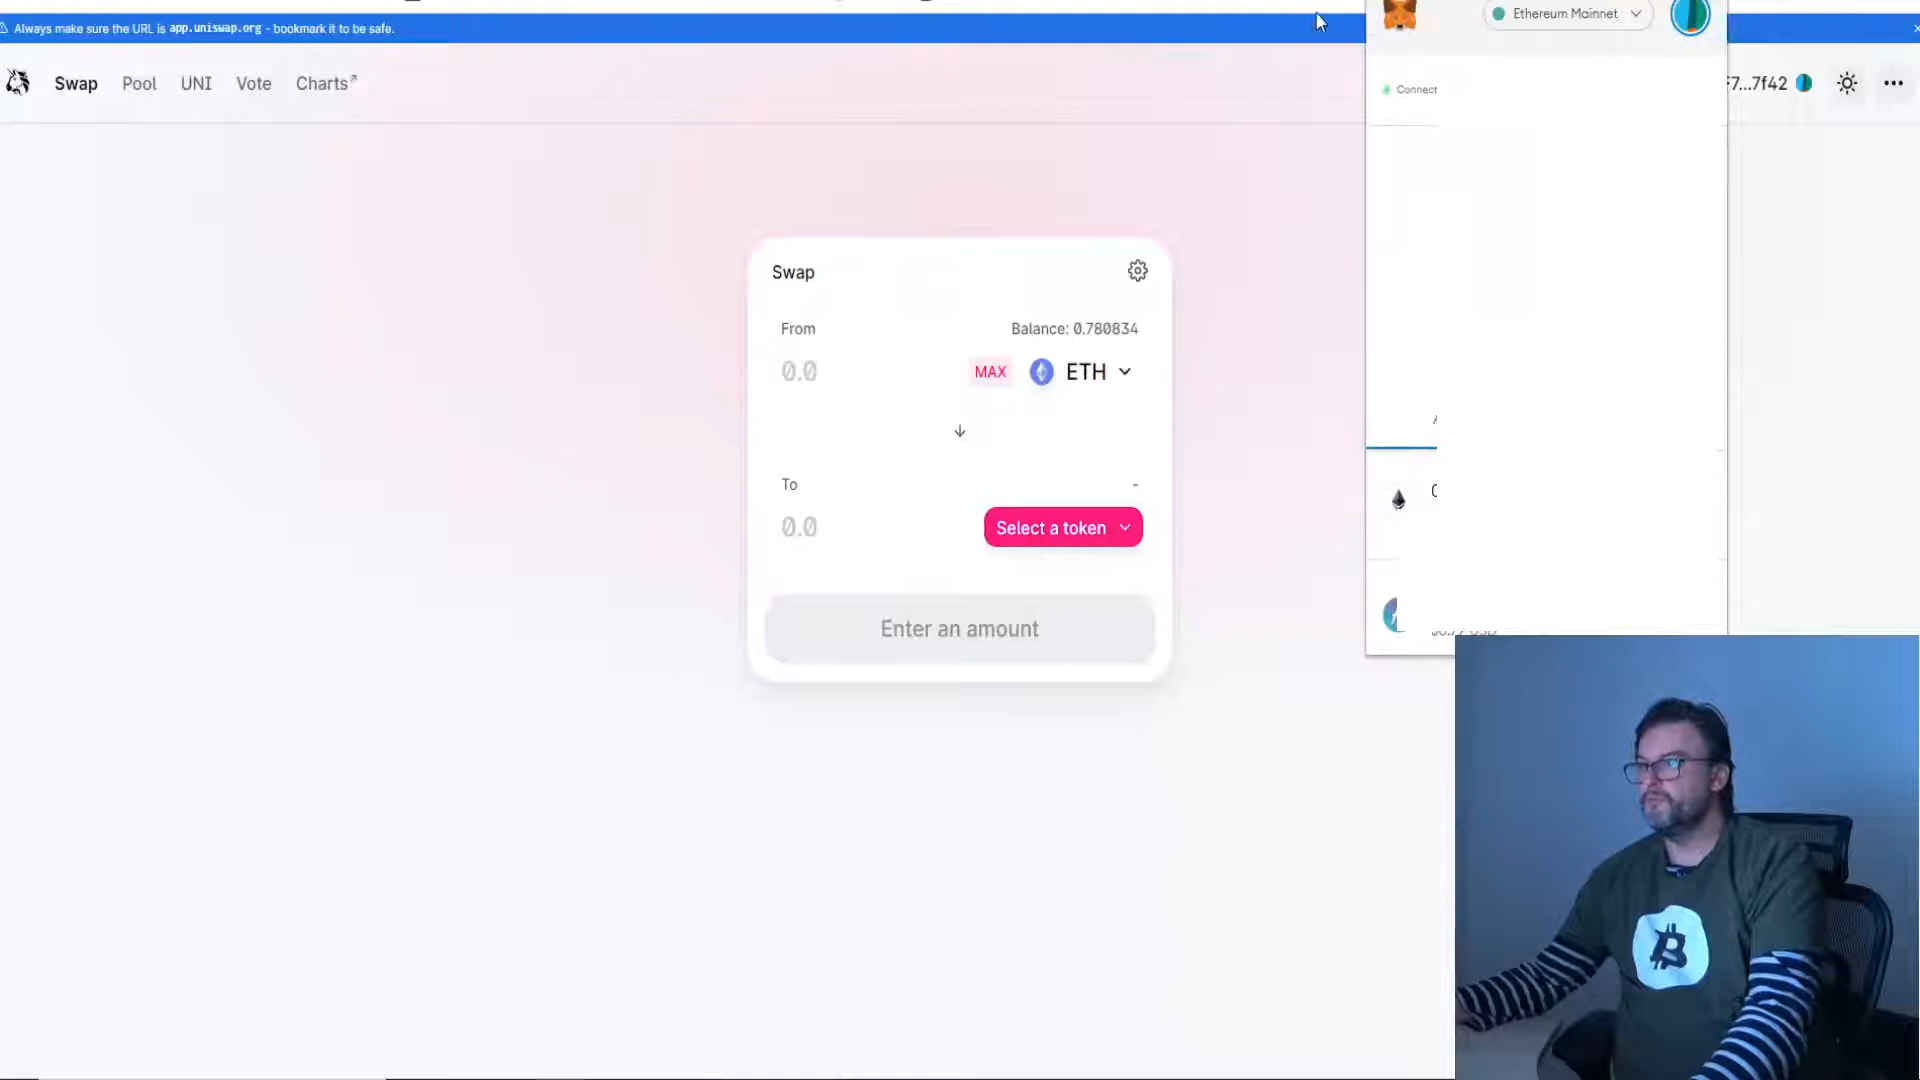 Always make sure the URL is app.uniswap.org - bookmark it to be safe.
Ethereum Mainnet
Swap Pool UNI Vote Charts
7...7f42
Connect
Swap
From
Balance: 0.780834
0.0
MAX
ETH
To
-
0.0
Select a token
Enter an amount